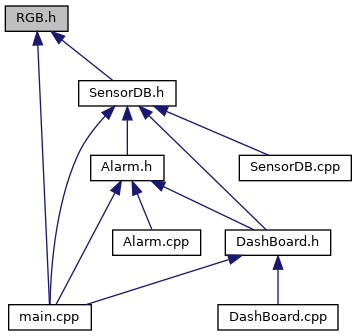 RGB.h
SensorDB.h
Alarm.h
SensorDB.cpp
Alarm.cpp
DashBoard.h
main.cpp
DashBoard.cpp